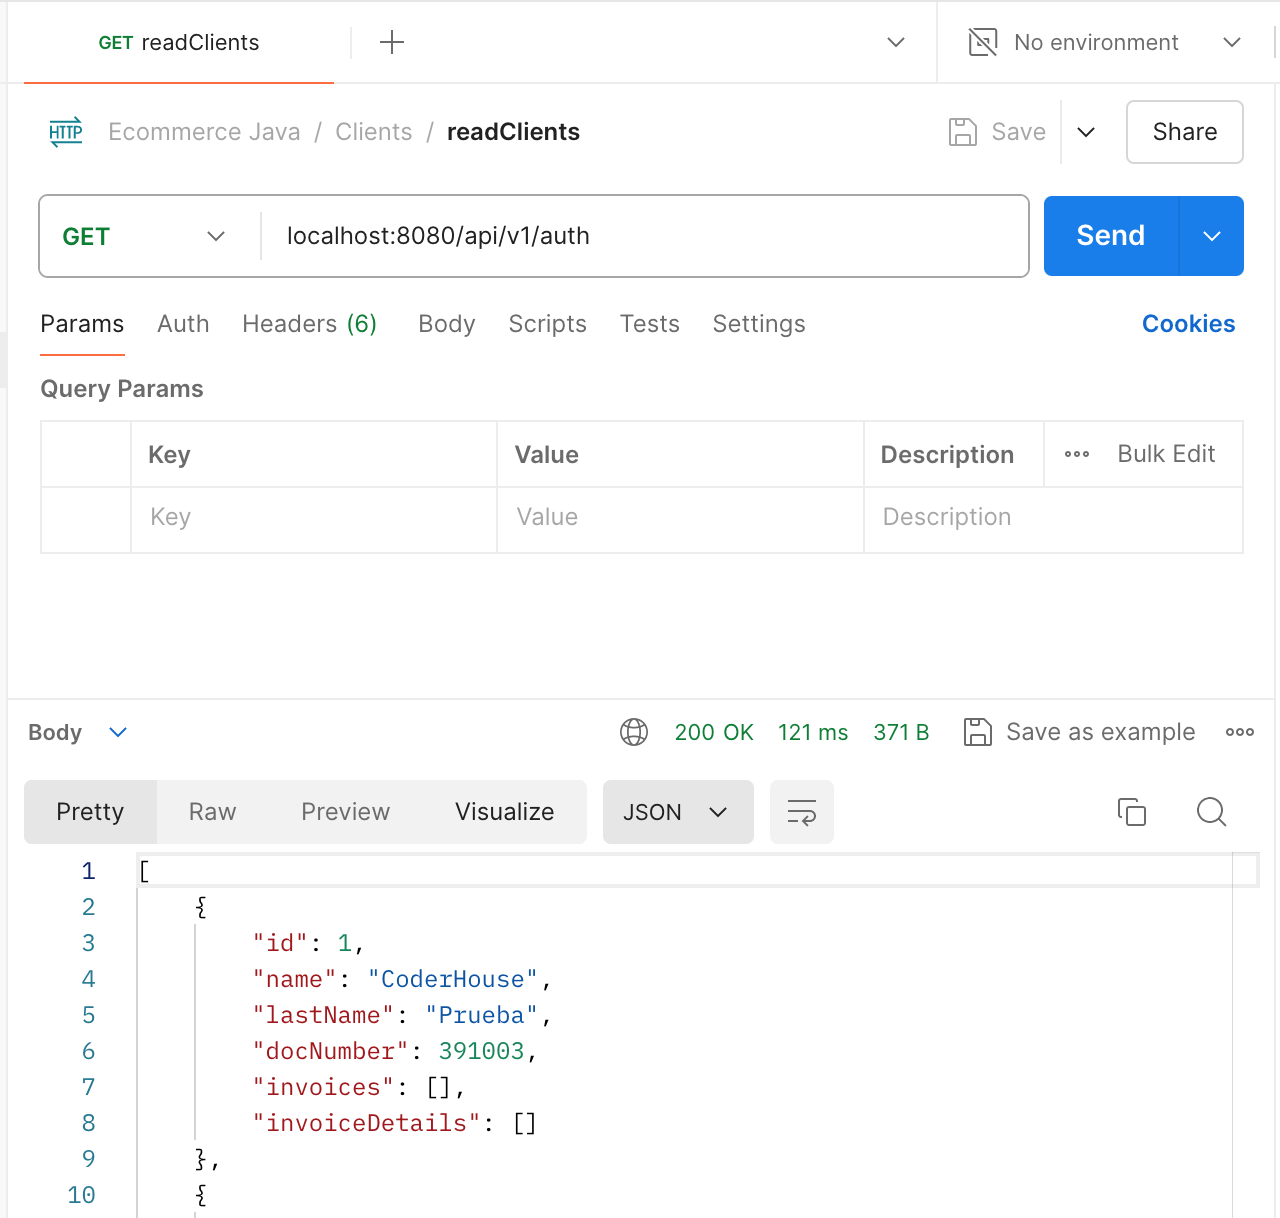 GET readClients
No environment
HTTP Ecommerce Java / Clients / readClients
Save
Share
GET localhost:8080/api/v1/auth
Send
Params Auth Headers (6) Body Scripts Tests Settings Cookies
Query Params
Key Value Description Bulk Edit
Key Value Description
Body 200 OK 121 ms 371 B Save as example
Pretty Raw Preview Visualize JSON
1 [
2 {
3 "id": 1,
4 "name": "CoderHouse",
5 "lastName": "Prueba",
6 "docNumber": 391003,
7 "invoices": [],
8 "invoiceDetails": []
9 },
10 {